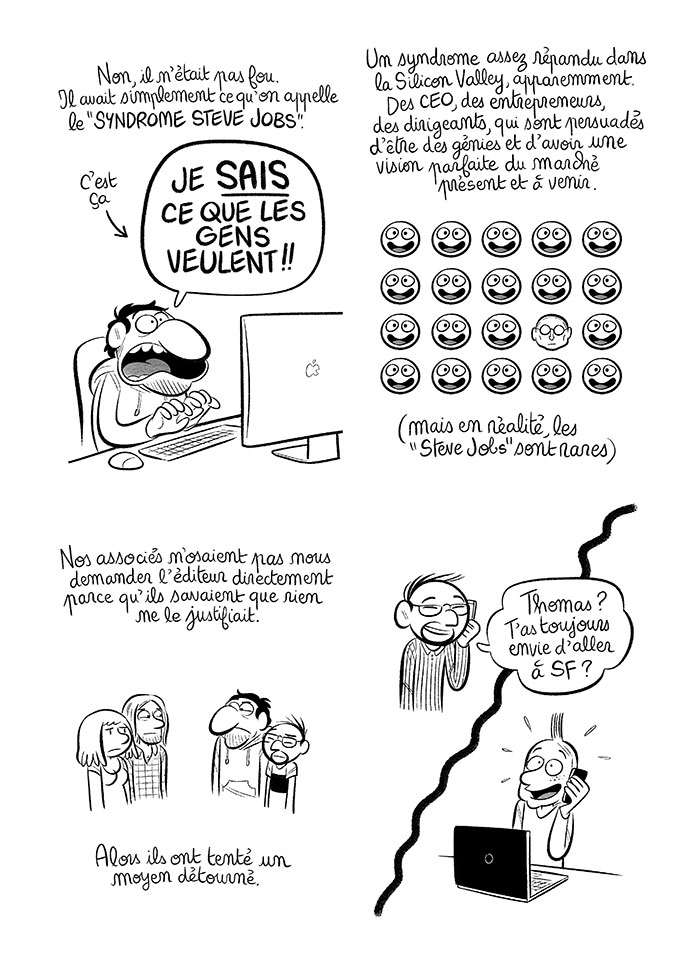 Non, il n'était pas fou.
Il avait simplement ce qu'on appelle
le "SYNDROME STEVE JOBS".
C'est
ça
JE SAIS
CE QUE LES
GENS
VEULENT!!
Un syndrome assez répandu dans
la Silicon Valley, apparemment.
Des CEO, des entrepreneurs,
des dirigeants, qui sont persuadés
d'être des génies et d'avoir une
vision parfaite du marché
présent et à venir.
(mais en réalité, les
"Steve Jobs" sont rares)
Nos associés n'osaient pas nous
demander l'éditeur directement
parce qu'ils savaient que rien
ne le justifiait.
Alors ils ont tenté un
moyen détourné.
Thomas?
T'as toujours
envie d'aller
à SF?